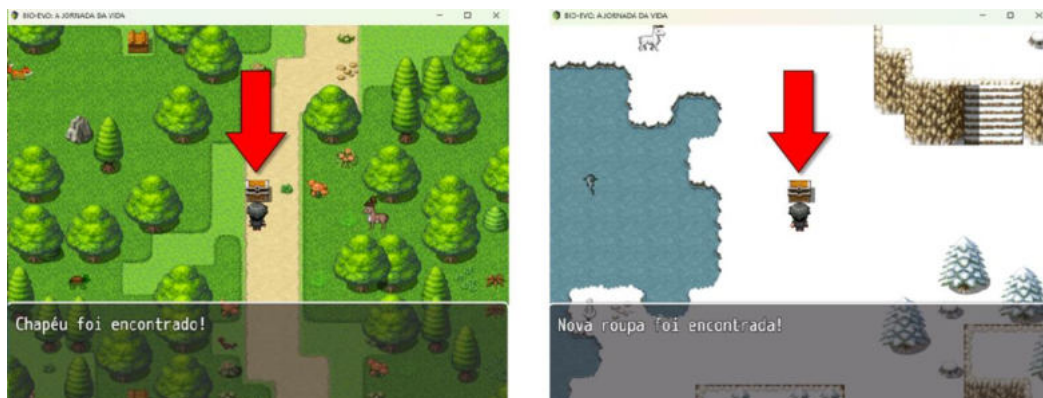 BIO-EVO: A JORNADA DA VIDA
Chapéu foi encontrado!
BIO-EVO: A JORNADA DA VIDA
Nova roupa foi encontrada!